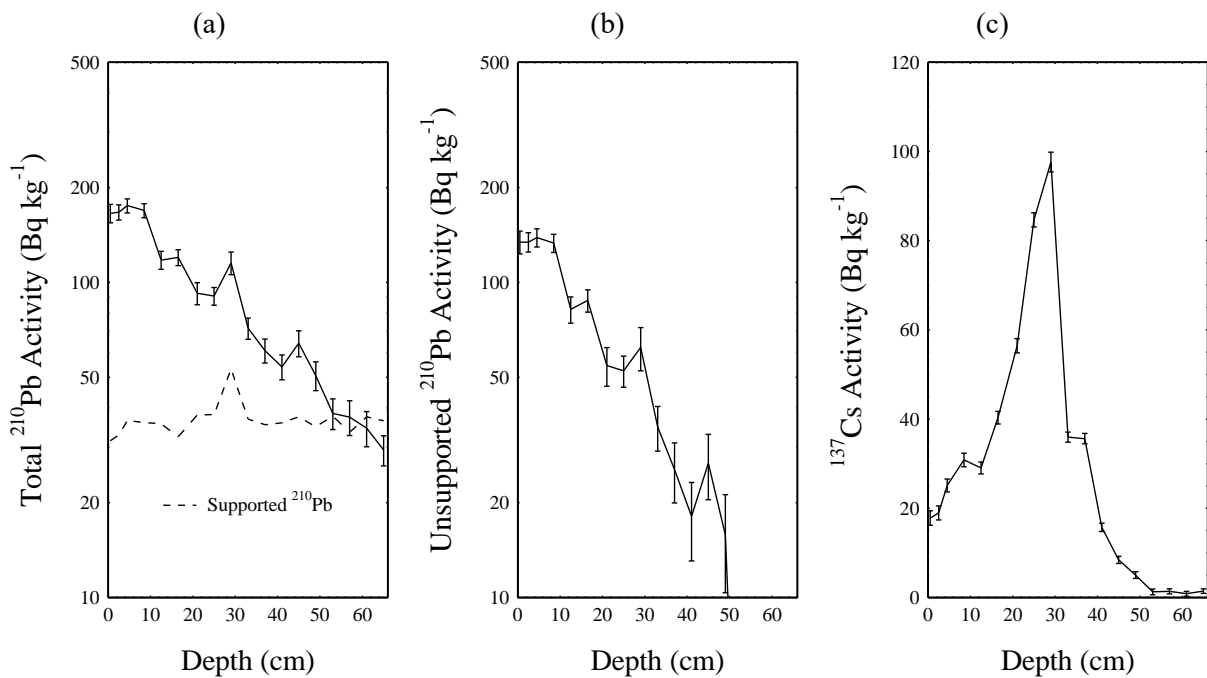 (a)
500
200
100
50
20
10
0 10 20 30 40 50 60
Depth (cm)
Total ²¹⁰Pb Activity (Bq kg⁻¹)
Supported ²¹⁰Pb
(b)
500
200
100
50
20
10
0 10 20 30 40 50 60
Depth (cm)
Unsupported ²¹⁰Pb Activity (Bq kg⁻¹)
(c)
120
100
80
60
40
20
0
0 10 20 30 40 50 60
Depth (cm)
¹³⁷Cs Activity (Bq kg⁻¹)